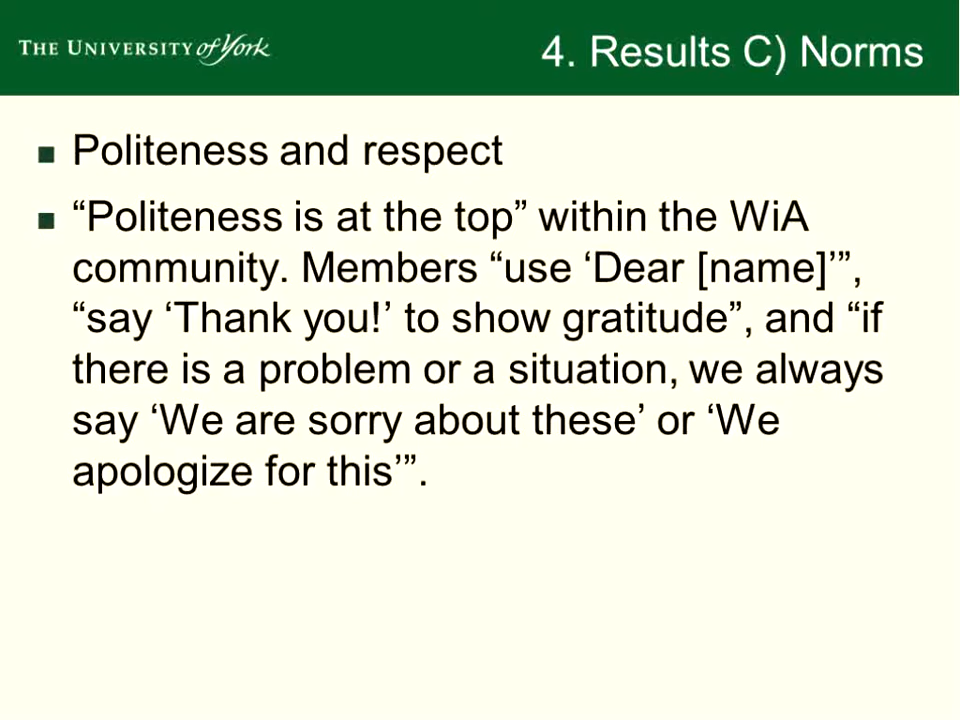 THE UNIVERSITY of York
4. Results C) Norms
Politeness and respect
“Politeness is at the top” within the WiA
community. Members “use ‘Dear [name]’”,
“say ‘Thank you!’ to show gratitude”, and “if
there is a problem or a situation, we always
say ‘We are sorry about these’ or ‘We
apologize for this’”.